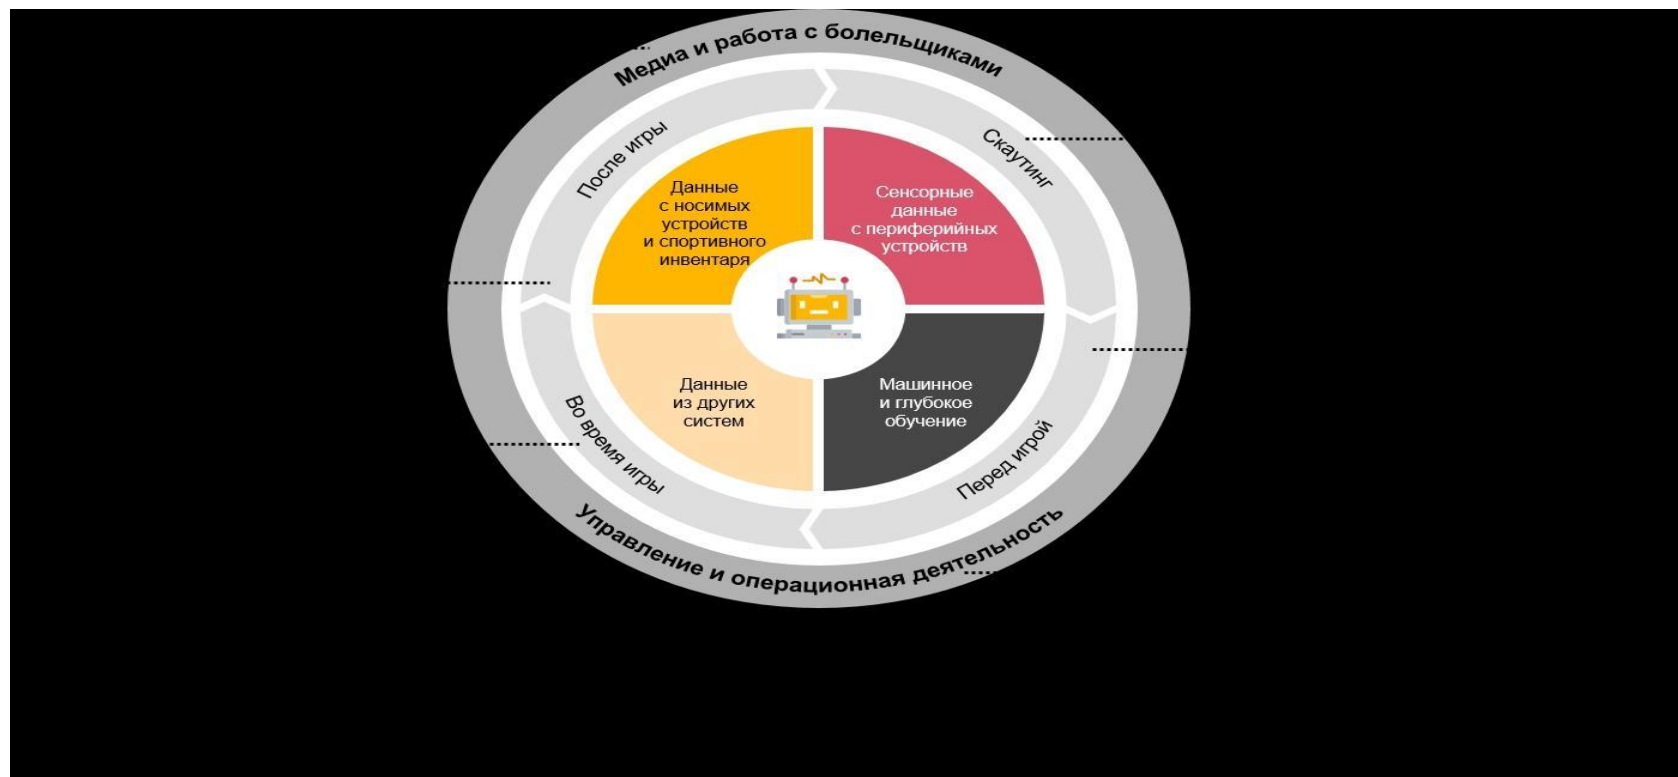 Медиа и работа с болельщиками
После игры
Скаутинг
Данные
с носимых
устройств
и спортивного
инвентаря
Сенсорные
данные
с периферийных
устройств
Данные
из других
систем
Машинное
и глубокое
обучение
Во время игры
Перед игрой
Управление и операционная деятельность